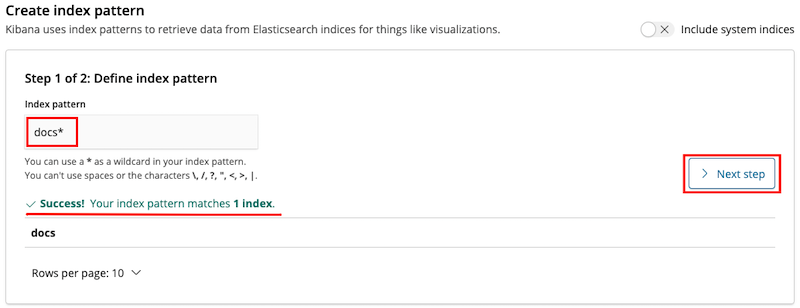 Create index pattern
Kibana uses index patterns to retrieve data from Elasticsearch indices for things like visualizations.
Include system indices
Step 1 of 2: Define index pattern
Index pattern
docs*
You can use a * as a wildcard in your index pattern.
You can't use spaces or the characters \, /, ?, ", <, >, |.
Next step
Success! Your index pattern matches 1 index.
docs
Rows per page: 10